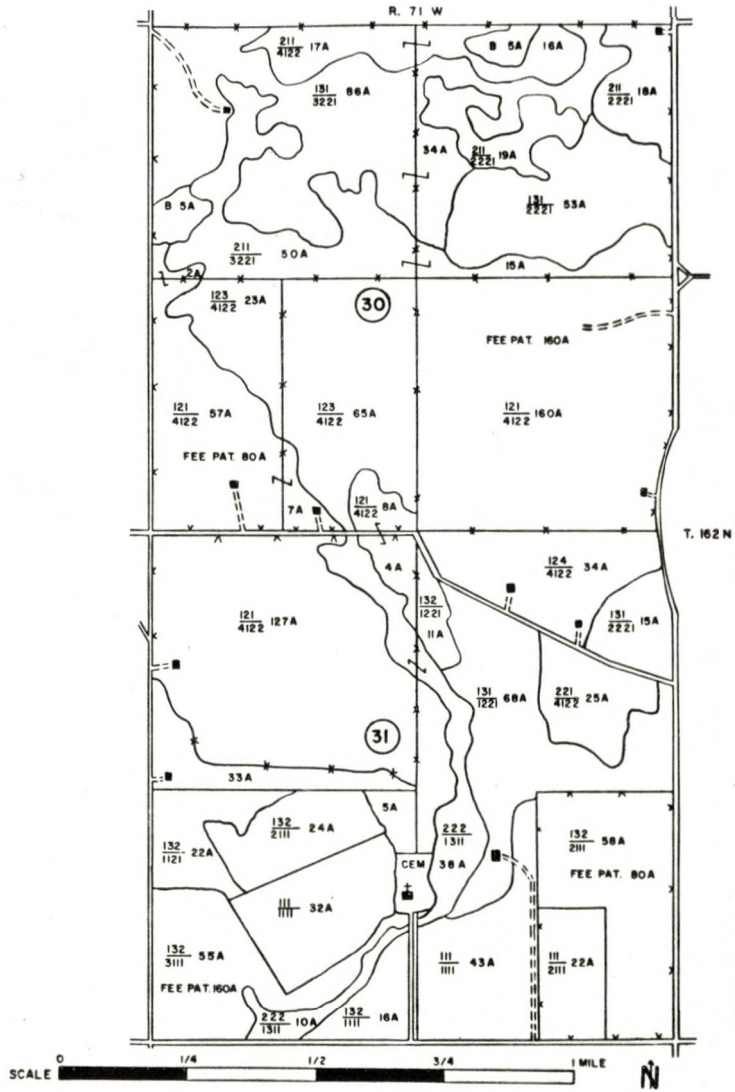 R. 71 W
211
4122 17A
B 5A 16A
131
3221 86A
211
2221 18A
34A
211
2221 19A
B 5A
131
2221 53A
211
3221 50A
15A
2A
123
4122 23A
30
FEE PAT. 160A
121
4122 57A
123
4122 65A
121
4122 160A
FEE PAT. 80A
7A
121
4122 8A
T. 162 N
4A
124
4122 34A
132
1221
11A
131
2221 15A
121
4122 127A
131
1221 68A
221
4122 25A
31
33A
5A
132
2111 24A
132
1121 22A
222
1311
38A
132
2111 58A
CEM
FEE PAT. 80A
111
1111 32A
132
3111 55A
111
1111 43A
111
2111 22A
FEE PAT. 160A
222
1311 10A
132
1111 16A
SCALE 0 1/4 1/2 3/4 1 MILE
N